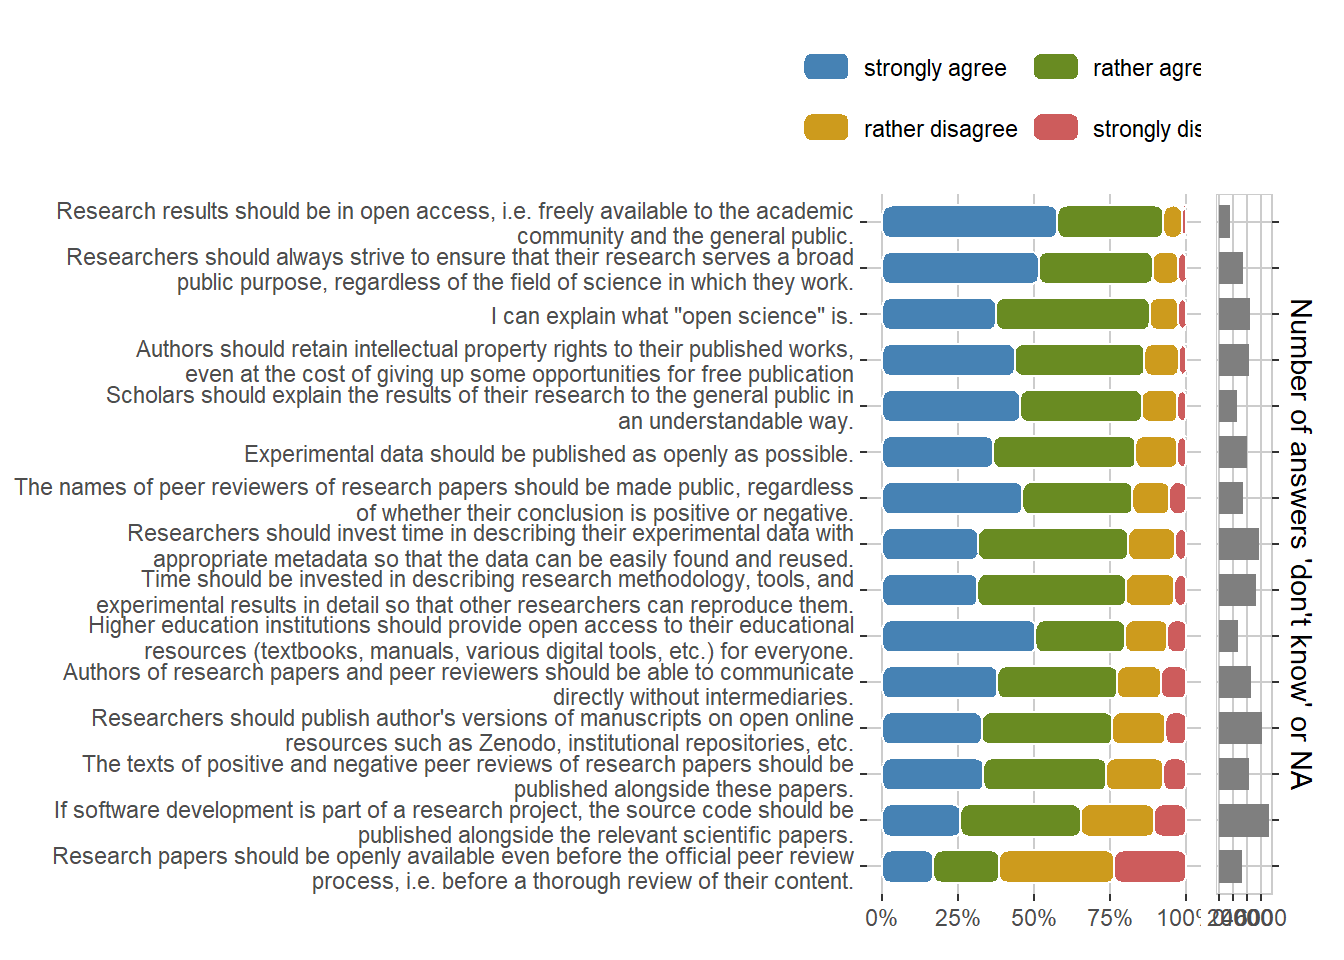 strongly agree
rather agre
rather disagree
strongly dis
Research results should be in open access, i.e. freely available to the academic
community and the general public.
Researchers should always strive to ensure that their research serves a broad
public purpose, regardless of the field of science in which they work.
I can explain what "open science" is.
Authors should retain intellectual property rights to their published works,
even at the cost of giving up some opportunities for free publication
Scholars should explain the results of their research to the general public in
an understandable way.
Experimental data should be published as openly as possible.
The names of peer reviewers of research papers should be made public, regardless
of whether their conclusion is positive or negative.
Researchers should invest time in describing their experimental data with
appropriate metadata so that the data can be easily found and reused.
Time should be invested in describing research methodology, tools, and
experimental results in detail so that other researchers can reproduce them.
Higher education institutions should provide open access to their educational
resources (textbooks, manuals, various digital tools, etc.) for everyone.
Authors of research papers and peer reviewers should be able to communicate
directly without intermediaries.
Researchers should publish author's versions of manuscripts on open online
resources such as Zenodo, institutional repositories, etc.
The texts of positive and negative peer reviews of research papers should be
published alongside these papers.
If software development is part of a research project, the source code should be
published alongside the relevant scientific papers.
Research papers should be openly available even before the official peer review
process, i.e. before a thorough review of their content.
0%
25%
50%
75%
100%
Number of answers 'don't know' or NA